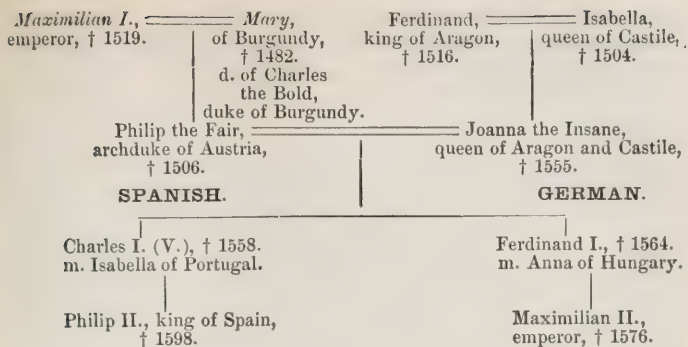 Maximilian I., Mary, Ferdinand, Isabella,
emperor, † 1519. of Burgundy, king of Aragon, queen of Castile,
† 1482. † 1516. † 1504.
d. of Charles
the Bold,
duke of Burgundy.
Philip the Fair, Joanna the Insane,
archduke of Austria, queen of Aragon and Castile,
† 1506. † 1555.
SPANISH. GERMAN.
Charles I. (V.), † 1558. Ferdinand I., † 1564.
m. Isabella of Portugal. m. Anna of Hungary.
Philip II., king of Spain, Maximilian II.,
† 1598. emperor, † 1576.